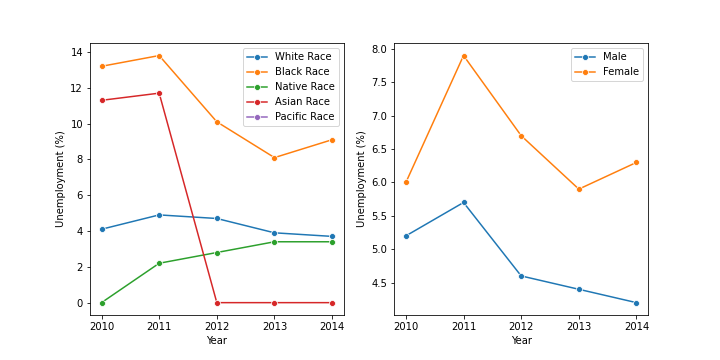 14
12
10
8
6
4
2
0
Unemployment (%)
2010 2011 2012 2013 2014
Year
White Race
Black Race
Native Race
Asian Race
Pacific Race
8.0
7.5
7.0
6.5
6.0
5.5
5.0
4.5
Unemployment (%)
2010 2011 2012 2013 2014
Year
Male
Female